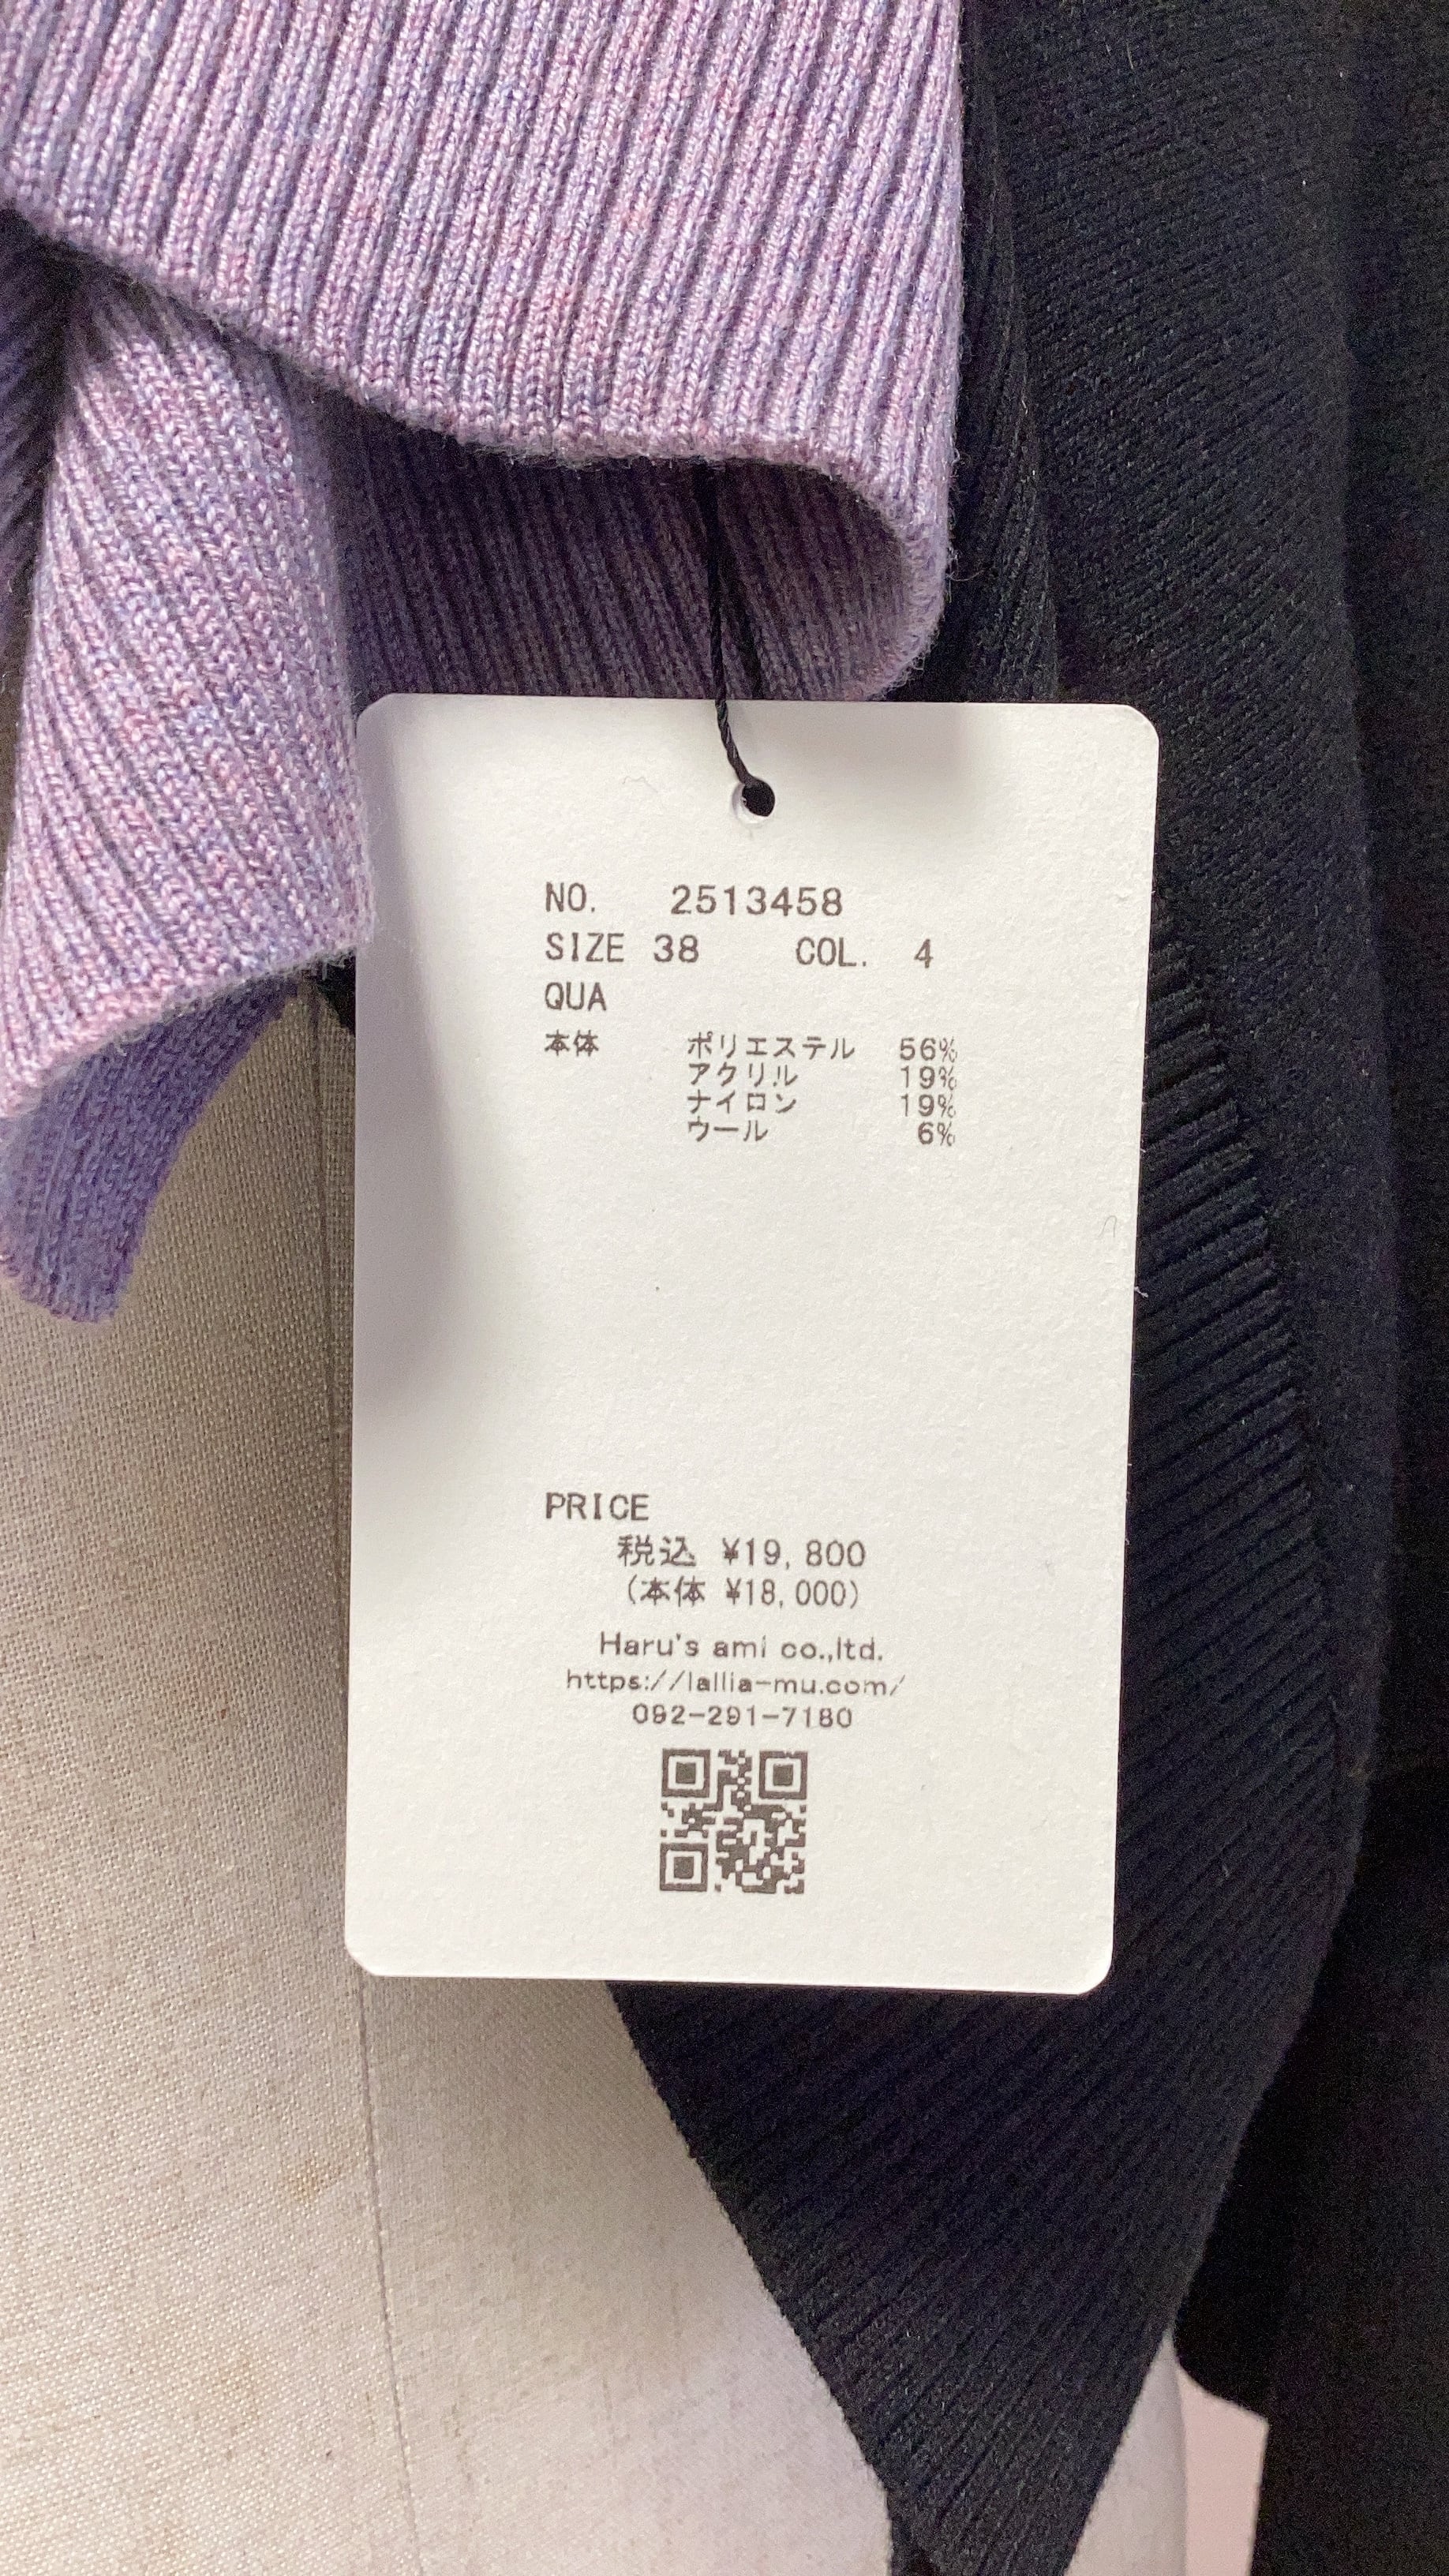 NO. 2513458
SIZE 38 COL. 4
QUA
本体 ポリエステル 56%
アクリル 19%
ナイロン 19%
ウール 6%
PRICE
税込 ¥19,800
(本体 ¥18,000)
Haru's ami co.,ltd.
https://lallia-mu.com/
092-291-7180